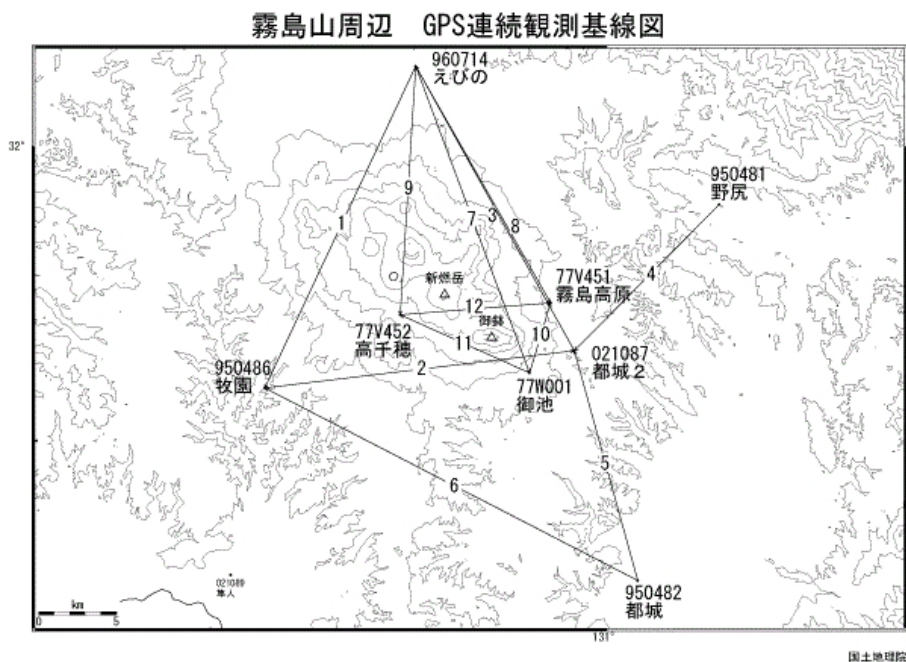 霧島山周辺 GPS連続観測基線図
960714
えびの
32°
950481
野尻
9
1
7
3
8
77V451
霧島高原
4
新燃岳
12
御鉢
10
77V452
高千穂
11
021087
都城2
950486
牧園
2
77W001
御池
5
6
021089
隼人
950482
都城
km
0
5
131°
国土地理院